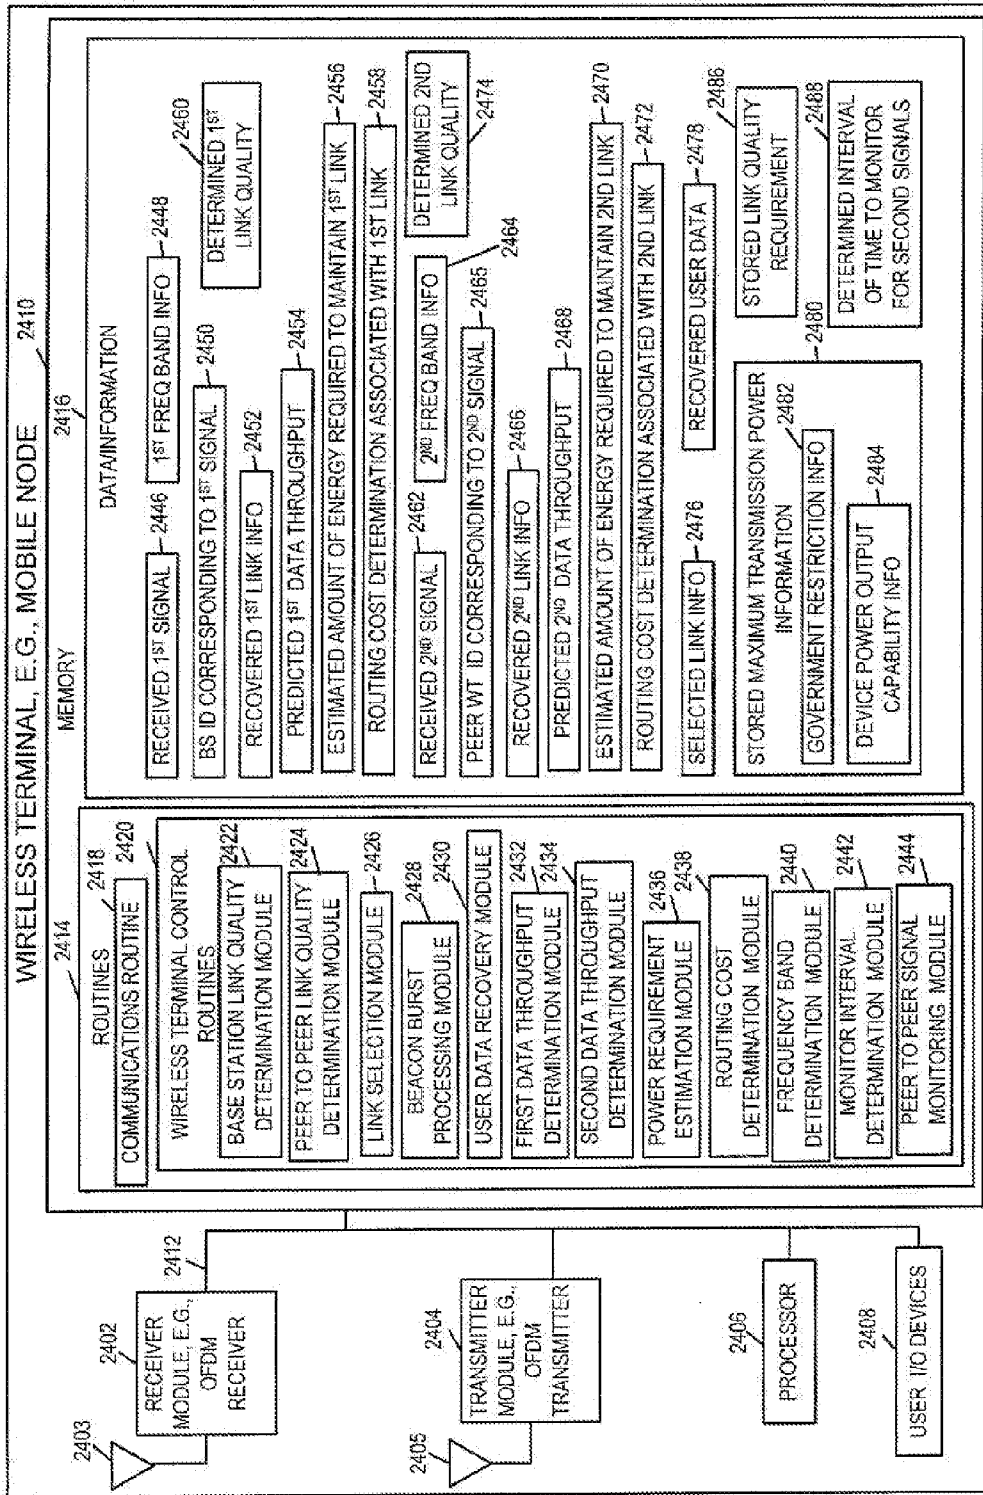 WIRELESS TERMINAL, E.G., MOBILE NODE
2410
2403
2402
RECEIVER
MODULE, E.G.,
OFDM
RECEIVER
2412
2405
2404
TRANSMITTER
MODULE, E.G.,
OFDM
TRANSMITTER
2406
PROCESSOR
2408
USER I/O DEVICES
MEMORY
2414
ROUTINES
2418
COMMUNICATIONS ROUTINE
2420
WIRELESS TERMINAL CONTROL
ROUTINES
2422
BASE STATION LINK QUALITY
DETERMINATION MODULE
2424
PEER TO PEER LINK QUALITY
DETERMINATION MODULE
2426
LINK SELECTION MODULE
2428
BEACON BURST
PROCESSING MODULE
2430
USER DATA RECOVERY MODULE
2432
FIRST DATA THROUGHPUT
DETERMINATION MODULE
2434
SECOND DATA THROUGHPUT
DETERMINATION MODULE
2436
POWER REQUIREMENT
ESTIMATION MODULE
2438
ROUTING COST
DETERMINATION MODULE
2440
FREQUENCY BAND
DETERMINATION MODULE
2442
MONITOR INTERVAL
DETERMINATION MODULE
2444
PEER TO PEER SIGNAL
MONITORING MODULE
2416
DATA/INFORMATION
2446
RECEIVED 1ST SIGNAL
2448
1ST FREQ BAND INFO
2450
BS ID CORRESPONDING TO 1ST SIGNAL
2460
DETERMINED 1ST
LINK QUALITY
2452
RECOVERED 1ST LINK INFO
2454
PREDICTED 1ST DATA THROUGHPUT
2456
ESTIMATED AMOUNT OF ENERGY REQUIRED TO MAINTAIN 1ST LINK
2458
ROUTING COST DETERMINATION ASSOCIATED WITH 1ST LINK
2462
RECEIVED 2ND SIGNAL
2ND FREQ BAND INFO
2464
DETERMINED 2ND
LINK QUALITY
2474
2465
PEER WT ID CORRESPONDING TO 2ND SIGNAL
2466
RECOVERED 2ND LINK INFO
2468
PREDICTED 2ND DATA THROUGHPUT
2470
ESTIMATED AMOUNT OF ENERGY REQUIRED TO MAINTAIN 2ND LINK
2472
ROUTING COST DETERMINATION ASSOCIATED WITH 2ND LINK
2476
SELECTED LINK INFO
2478
RECOVERED USER DATA
2480
STORED MAXIMUM TRANSMISSION POWER
INFORMATION
2482
GOVERNMENT RESTRICTION INFO
2484
DEVICE POWER OUTPUT
CAPABILITY INFO
2486
STORED LINK QUALITY
REQUIREMENT
2488
DETERMINED INTERVAL
OF TIME TO MONITOR
FOR SECOND SIGNALS